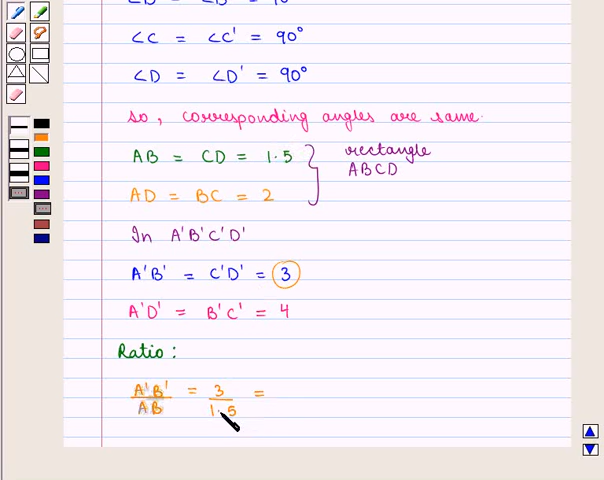 ∠C = ∠C' = 90°
∠D = ∠D' = 90°
So, corresponding angles are same.
AB = CD = 1.5
AD = BC = 2
rectangle
ABCD
In A'B'C'D'
A'B' = C'D' = 3
A'D' = B'C' = 4
Ratio:
A'B'/AB = 3/1.5 =